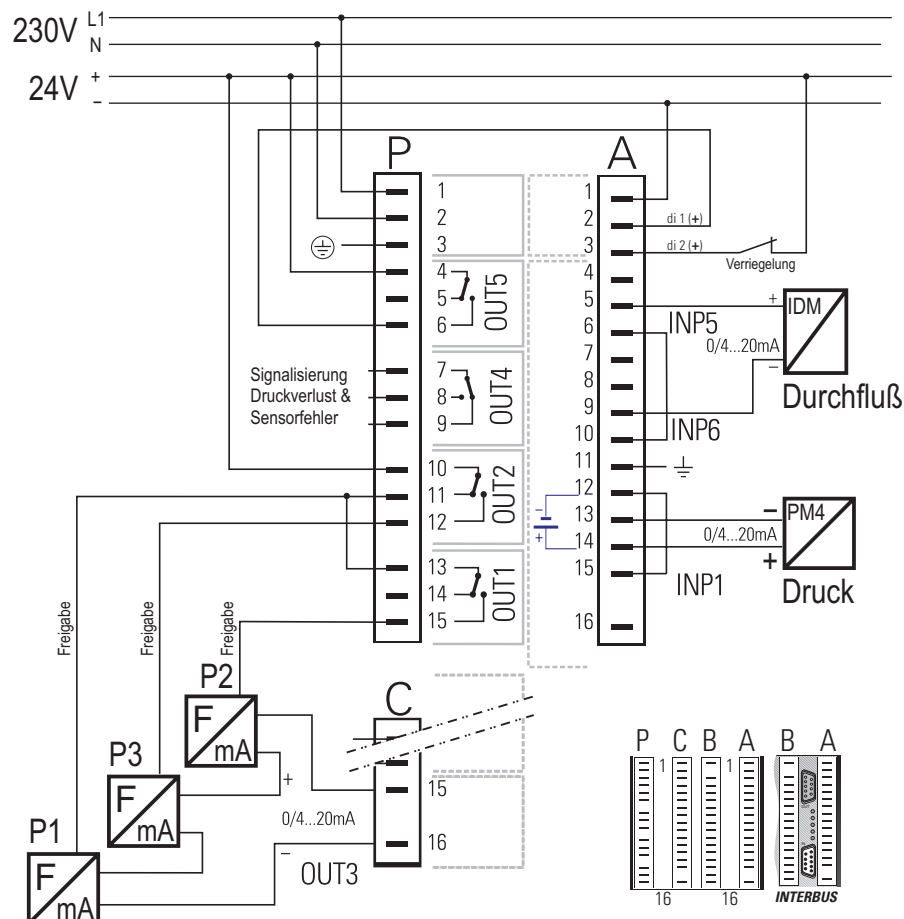 230V L1
N
24V +
−
P
A
1
2
3
4
5
6
OUT5
7
8
9
OUT4
10
11
12
OUT2
13
14
15
OUT1
Signalisierung
Druckverlust &
Sensorfehler
1
2
3
4
5
6
7
8
9
10
11
12
13
14
15
16
di 1 (+)
di 2 (+)
Verriegelung
INP5
+
IDM
0/4...20mA
−
Durchfluß
INP6
−
+
−
PM4
0/4...20mA
+
INP1
Druck
Freigabe
Freigabe
Freigabe
P2
F
mA
P3
F
mA
P1
F
mA
+
0/4...20mA
−
OUT3
C
15
16
P C B A B A
1 1
OUT
IN
16 16
INTERBUS